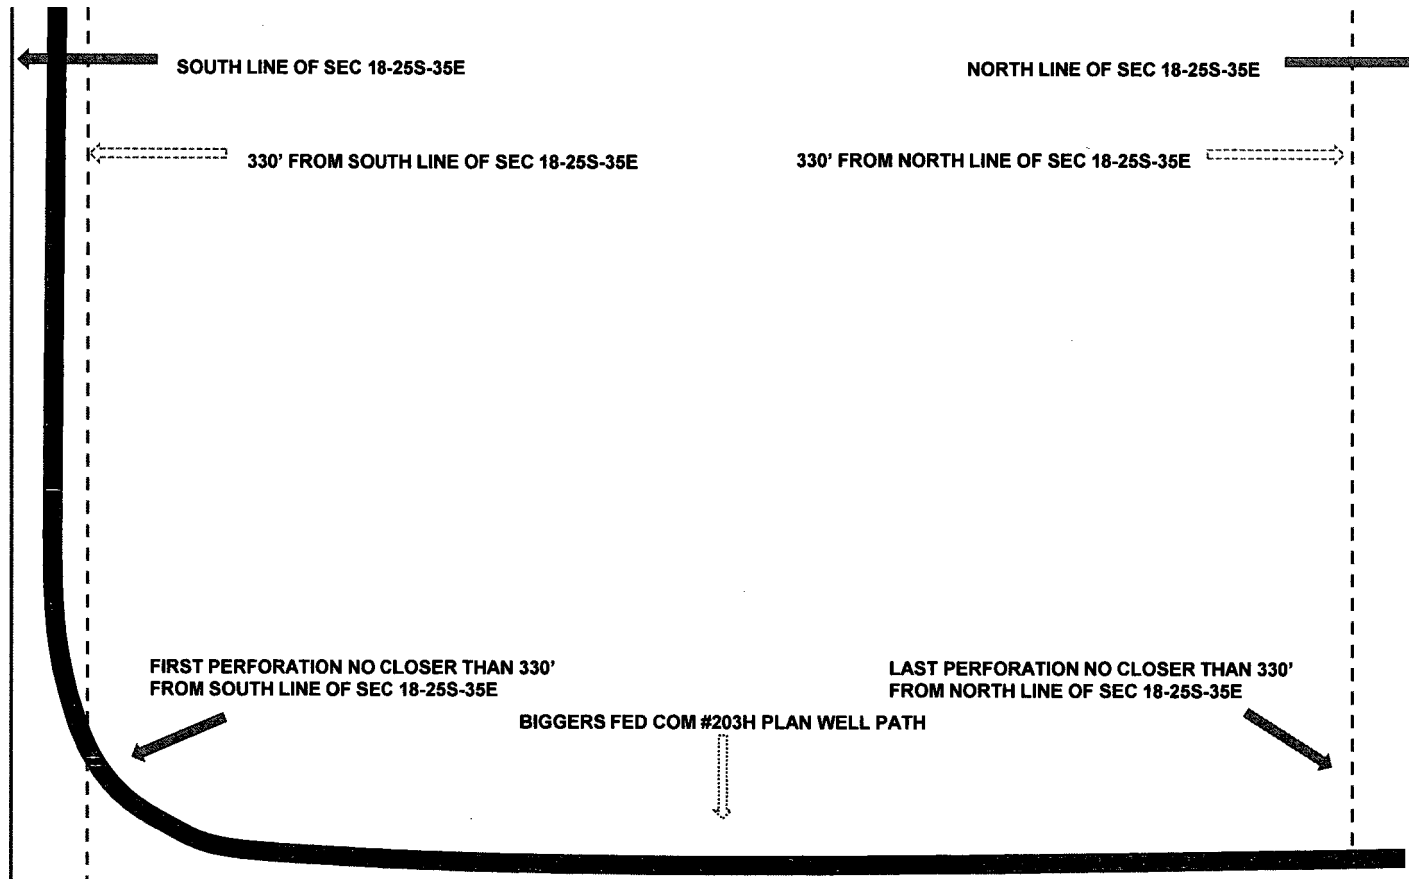 SOUTH LINE OF SEC 18-25S-35E
NORTH LINE OF SEC 18-25S-35E
330' FROM SOUTH LINE OF SEC 18-25S-35E
330' FROM NORTH LINE OF SEC 18-25S-35E
FIRST PERFORATION NO CLOSER THAN 330'
FROM SOUTH LINE OF SEC 18-25S-35E
LAST PERFORATION NO CLOSER THAN 330'
FROM NORTH LINE OF SEC 18-25S-35E
BIGGERS FED COM #203H PLAN WELL PATH